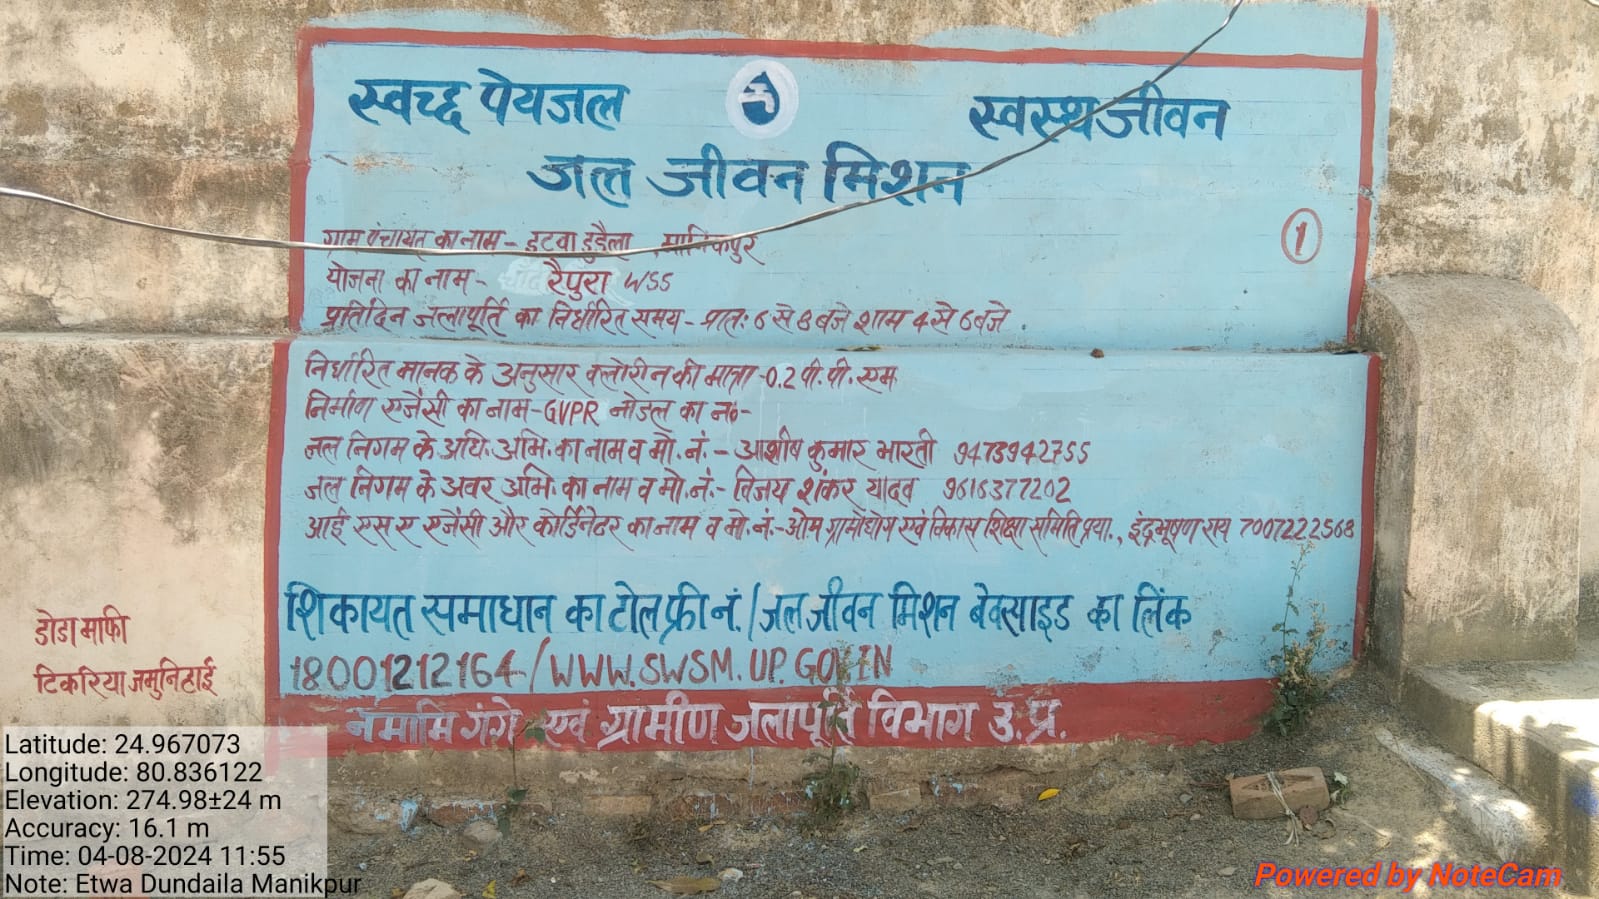 स्वच्छ पेयजल
स्वस्थ जीवन
जल जीवन मिशन
1
ग्राम पंचायत का नाम - इटवा डुडैला मानिकपुर
योजना का नाम - रैपुरा WSS
प्रतिदिन जलापूर्ति का निर्धारित समय - प्रातः 6 से 8 बजे शाम 4 से 6 बजे
निर्धारित मानक के अनुसार क्लोरीन की मात्रा - 0.2 पी.पी. एम
निर्माण एजेंसी का नाम - GVPR नोडल का नं० -
जल निगम के अधि. अभि. का नाम व मो. नं. - आशीष कुमार भारती 9473942755
जल निगम के अवर अभि. का नाम व मो. नं. - विजय शंकर यादव 9616377202
आई एस ए एजेंसी और कोर्डिनेटर का नाम व मो. नं. - ओम ग्रामोद्योग एवं विकास शिक्षा समिति प्रया., इंद्रभूषण राय 7007222568
शिकायत समाधान का टोल फ्री नं. / जल जीवन मिशन बेवसाइड का लिंक
18001212164 / WWW.SWSM.UP.GOV.IN
नमामि गंगे एवं ग्रामीण जलापूर्ति विभाग उ.प्र.
डोडा माफी
टिकरिया जमुनिहाई
Latitude: 24.967073
Longitude: 80.836122
Elevation: 274.98±24 m
Accuracy: 16.1 m
Time: 04-08-2024 11:55
Note: Etwa Dundaila Manikpur
Powered by NoteCam